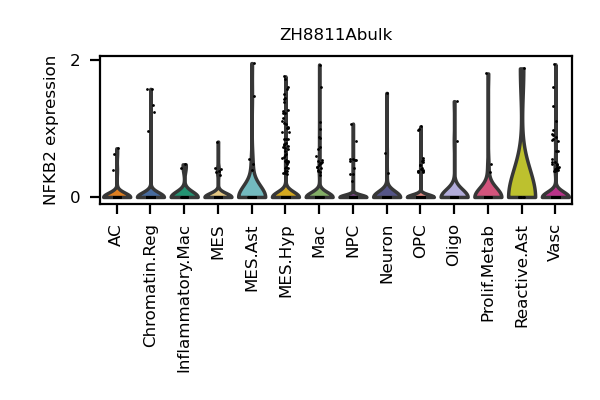 ZH8811Abulk
NFKB2 expression
2
0
AC
Chromatin.Reg
Inflammatory.Mac
MES
MES.Ast
MES.Hyp
Mac
NPC
Neuron
OPC
Oligo
Prolif.Metab
Reactive.Ast
Vasc